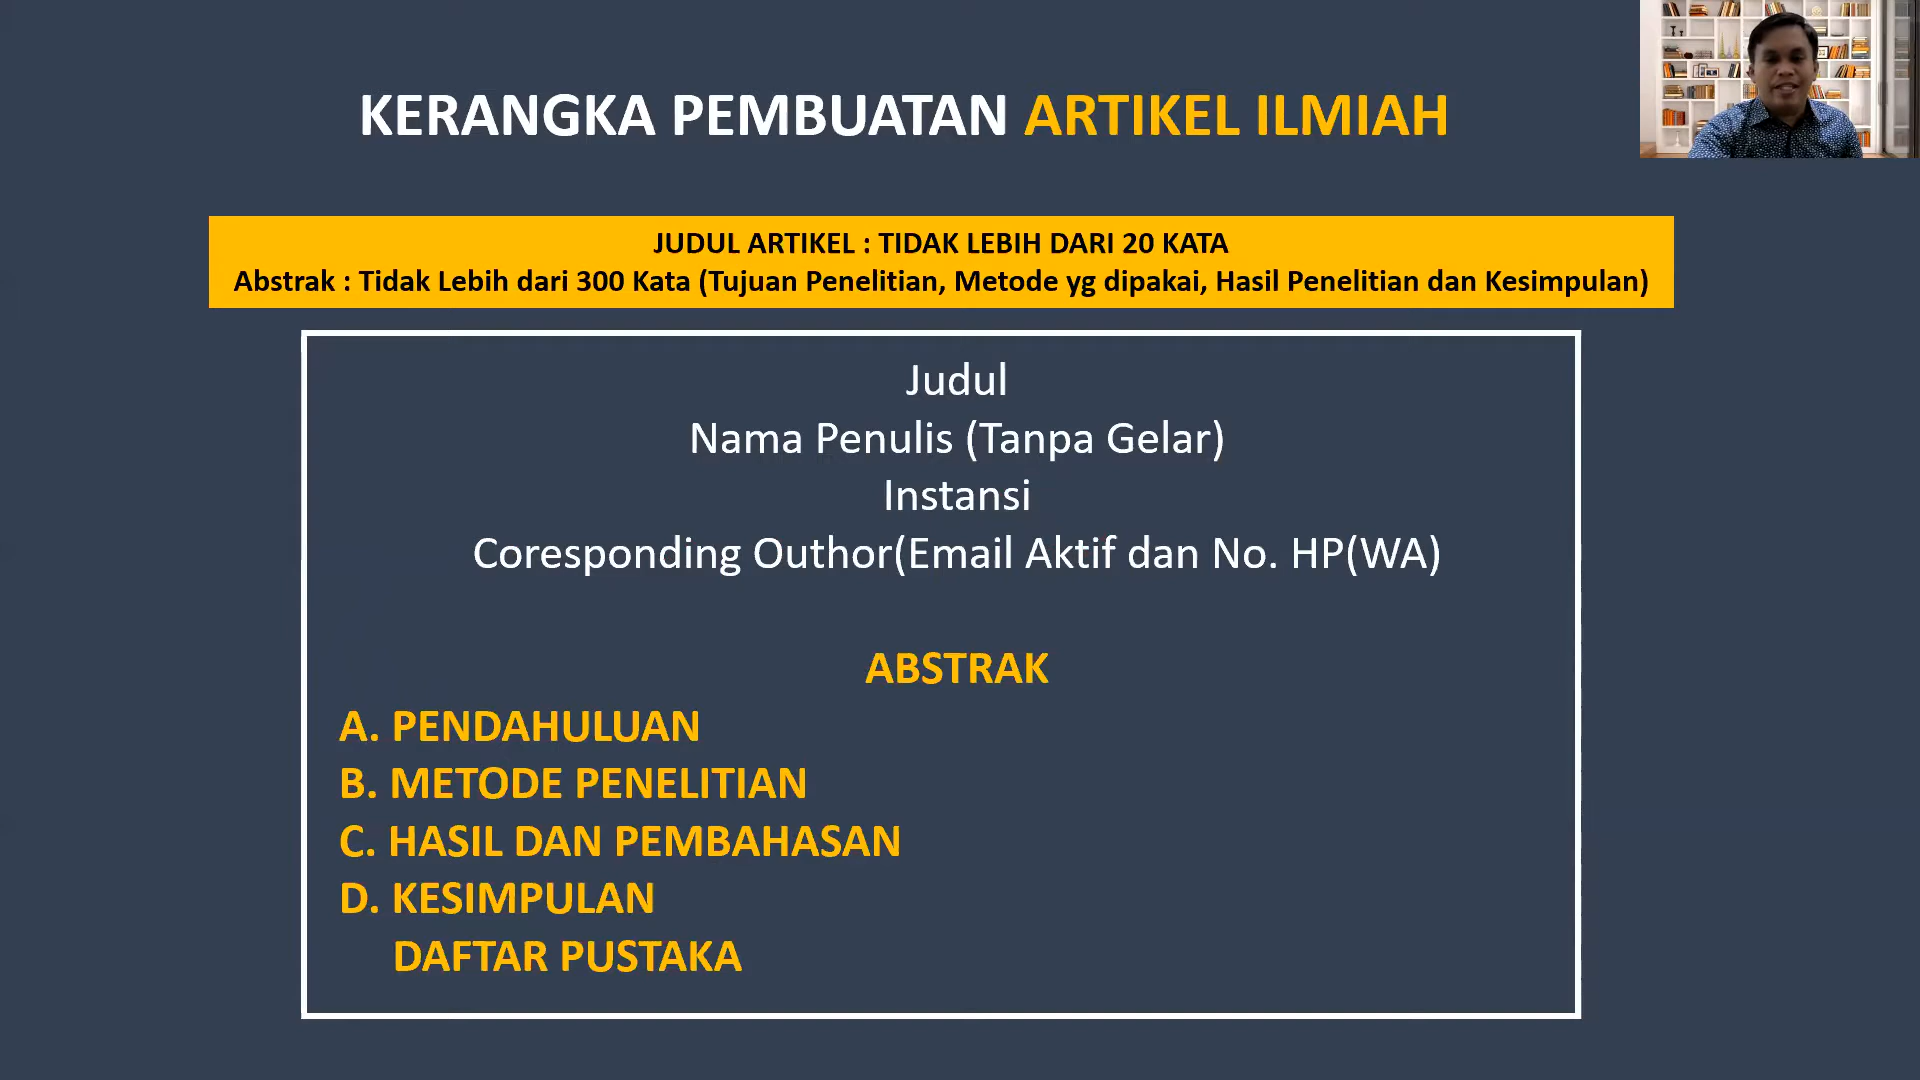 KERANGKA PEMBUATAN ARTIKEL ILMIAH
JUDUL ARTIKEL : TIDAK LEBIH DARI 20 KATA
Abstrak : Tidak Lebih dari 300 Kata (Tujuan Penelitian, Metode yg dipakai, Hasil Penelitian dan Kesimpulan)
Judul
Nama Penulis (Tanpa Gelar)
Instansi
Coresponding Outhor(Email Aktif dan No. HP(WA)
ABSTRAK
A. PENDAHULUAN
B. METODE PENELITIAN
C. HASIL DAN PEMBAHASAN
D. KESIMPULAN
DAFTAR PUSTAKA